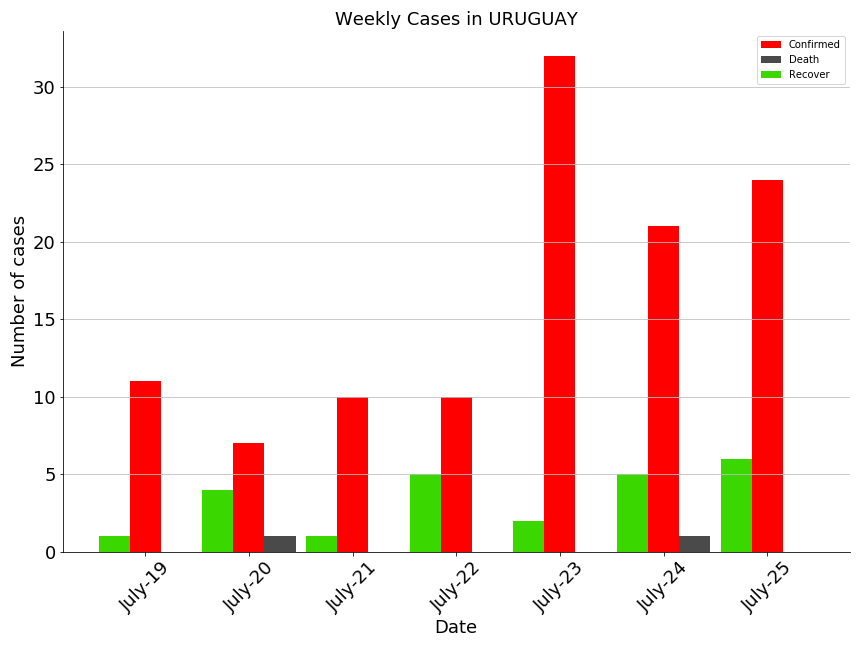 Weekly Cases in URUGUAY
Confirmed
Death
Recover
30
25
20
15
10
5
0
Number of cases
July-19
July-20
July-21
July-22
July-23
July-24
July-25
Date